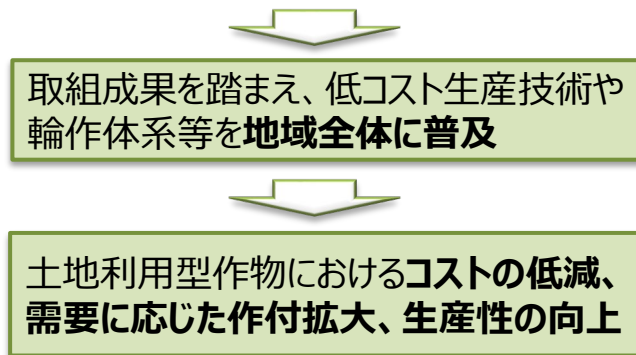 取組成果を踏まえ、低コスト生産技術や
輪作体系等を地域全体に普及
土地利用型作物におけるコストの低減、
需要に応じた作付拡大、生産性の向上